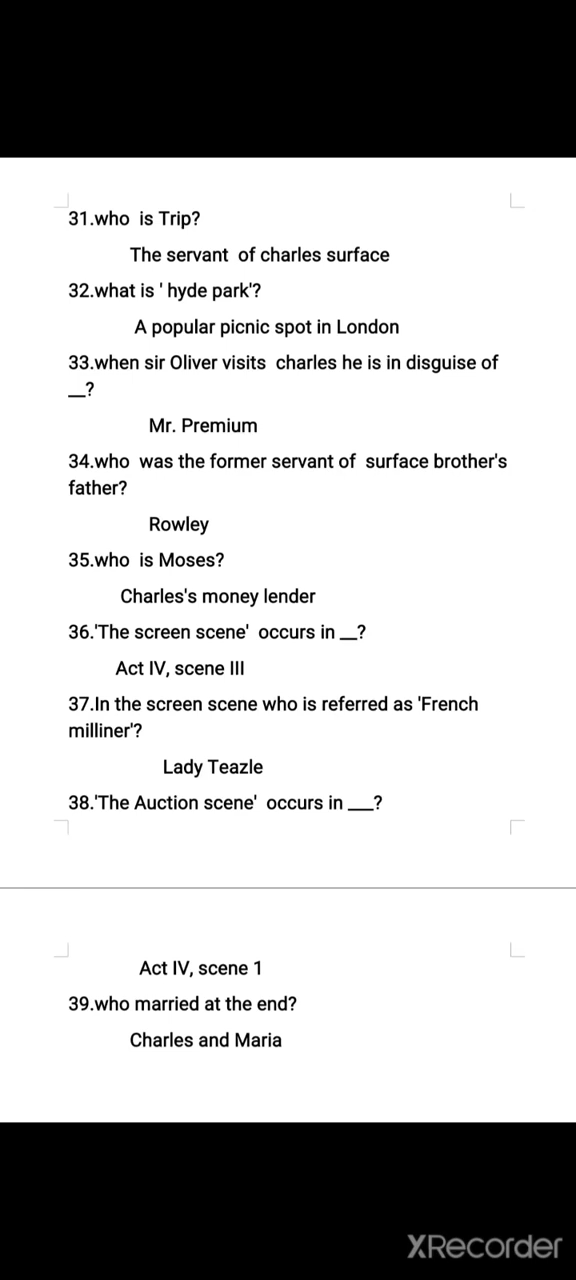 31.who is Trip?
The servant of charles surface
32.what is ' hyde park'?
A popular picnic spot in London
33.when sir Oliver visits charles he is in disguise of
__?
Mr. Premium
34.who was the former servant of surface brother's
father?
Rowley
35.who is Moses?
Charles's money lender
36.'The screen scene' occurs in __?
Act IV, scene III
37.In the screen scene who is referred as 'French
milliner'?
Lady Teazle
38.'The Auction scene' occurs in ___?
Act IV, scene 1
39.who married at the end?
Charles and Maria
XRecorder